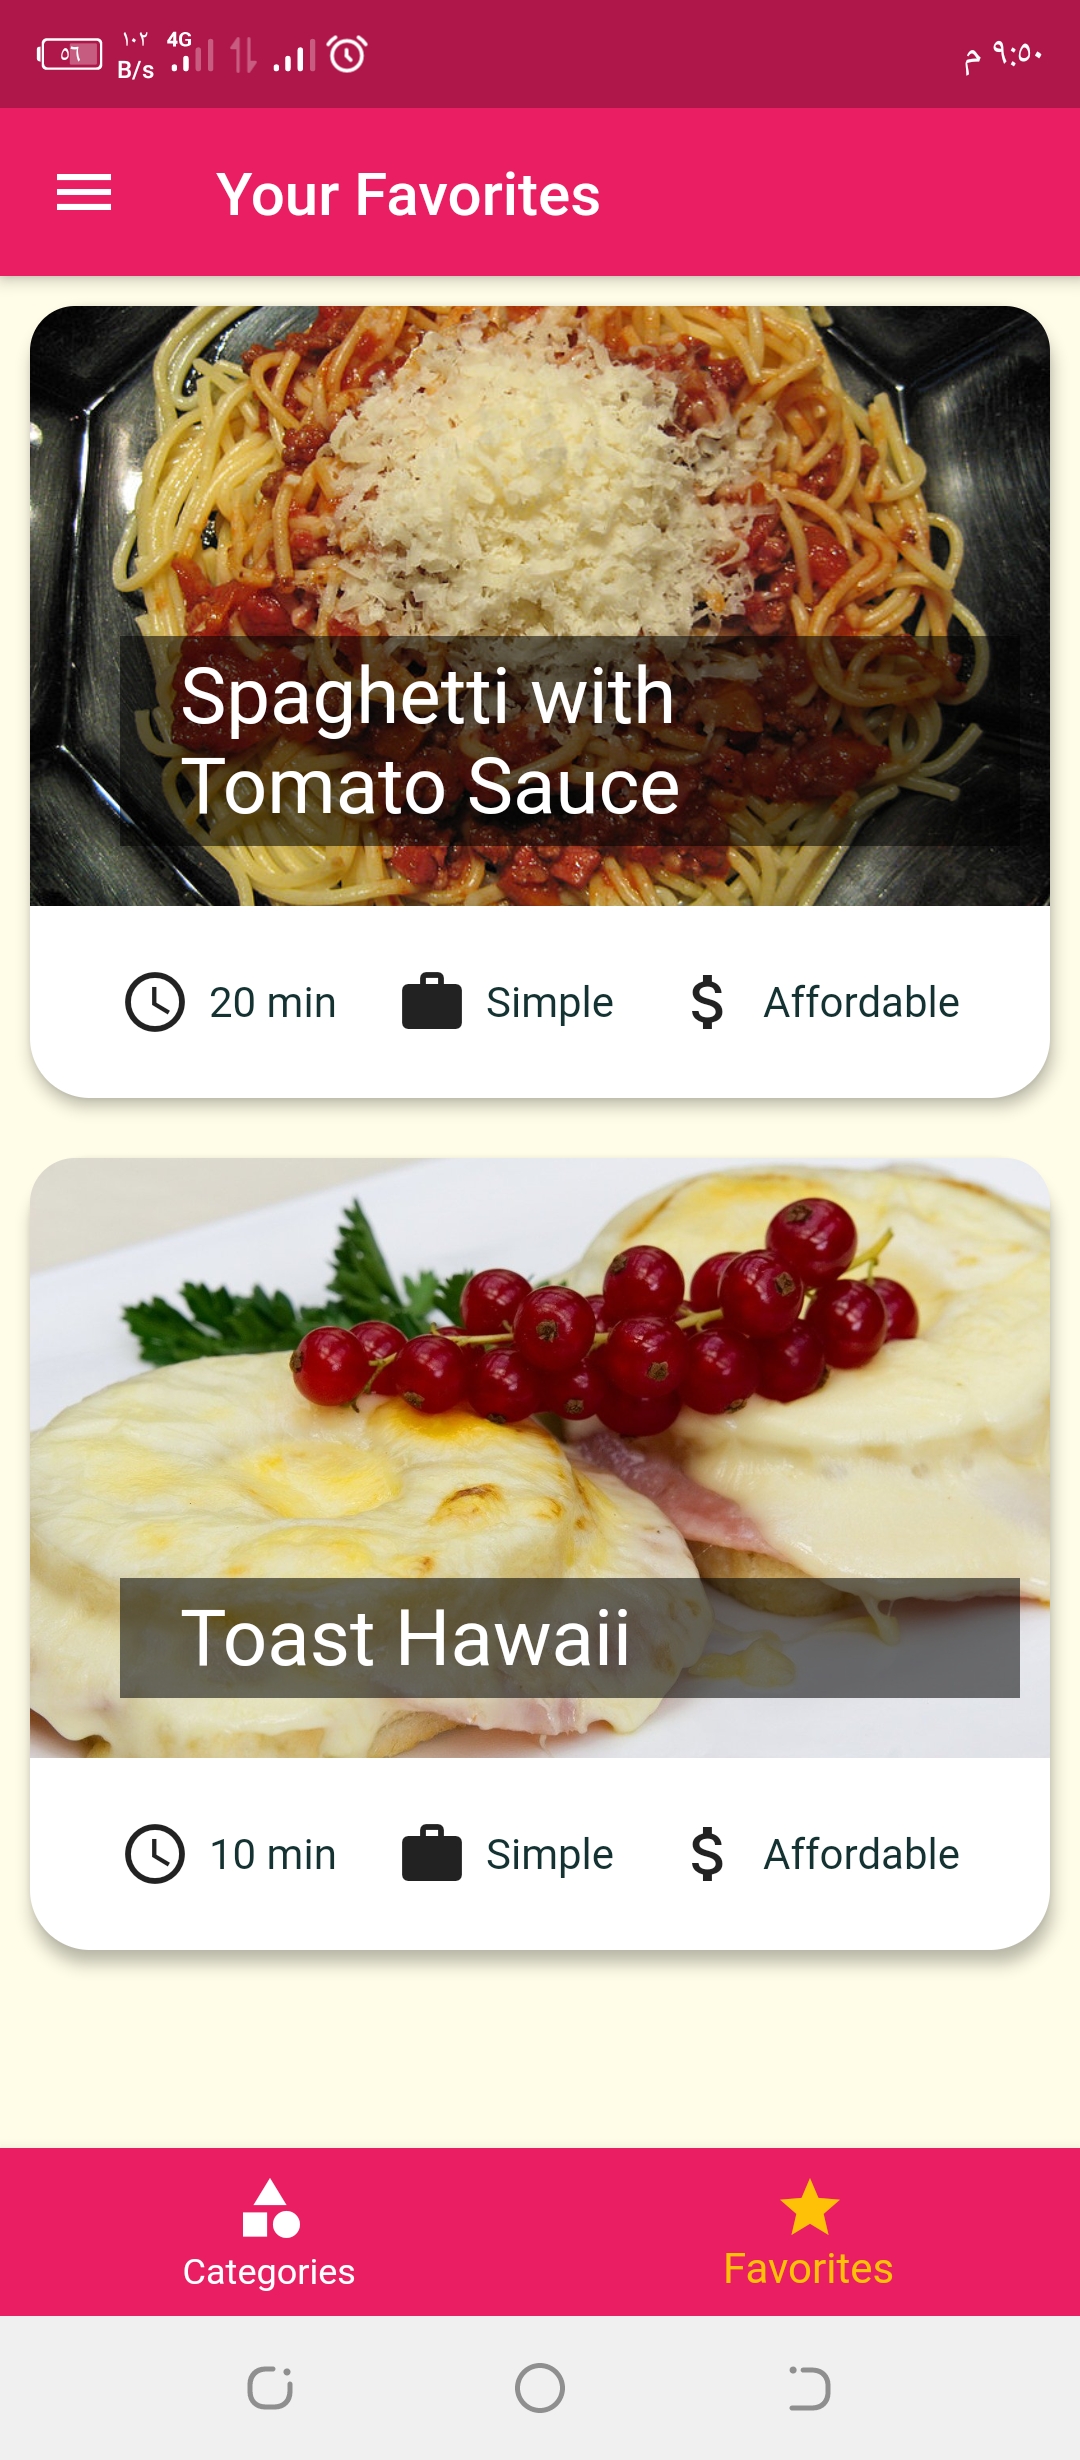 ٥٦
١٠٢
B/s
4G
٩:٥٠ م
Your Favorites
Spaghetti with
Tomato Sauce
20 min
Simple
Affordable
Toast Hawaii
10 min
Simple
Affordable
Categories
Favorites